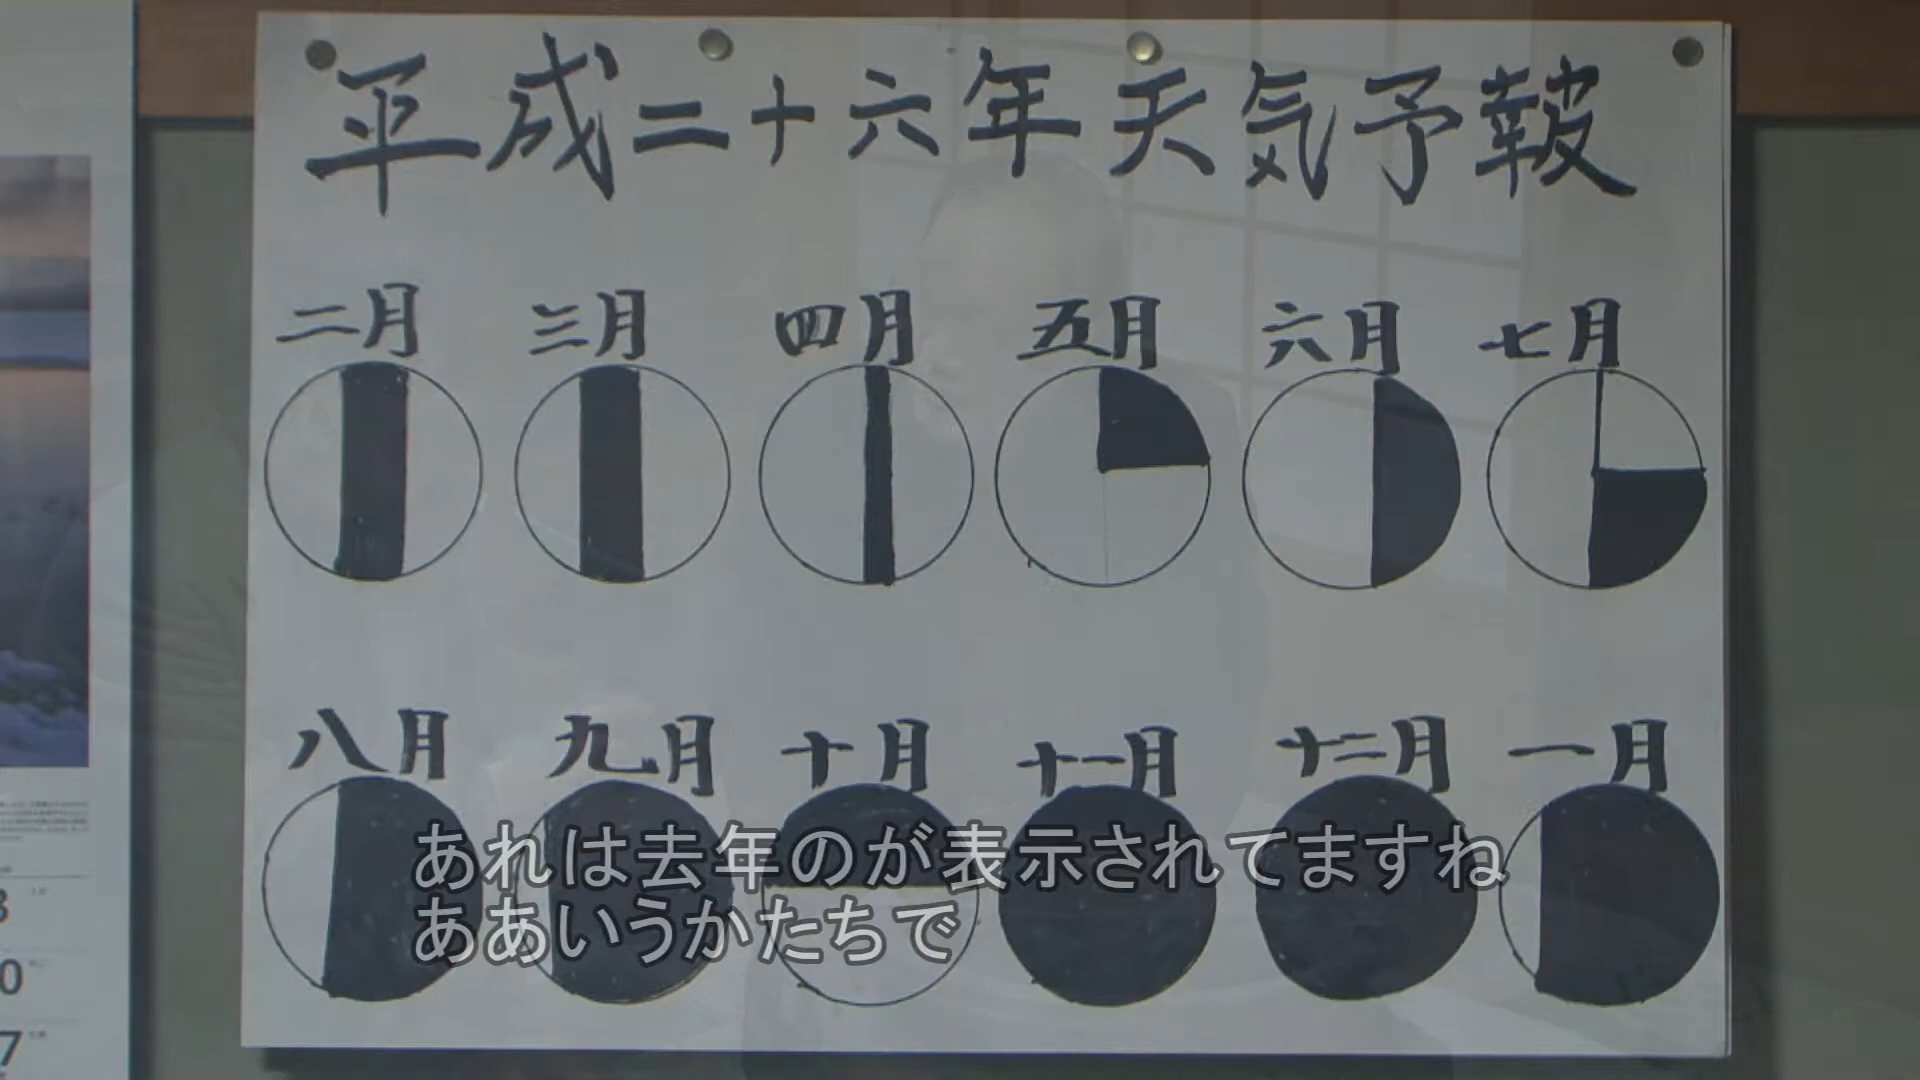 平成二十六年天気予報
二月 三月 四月 五月 六月 七月
八月 九月 十月 十一月 十二月 一月
あれは去年のが表示されてますね
ああいうかたちで
3
0
7